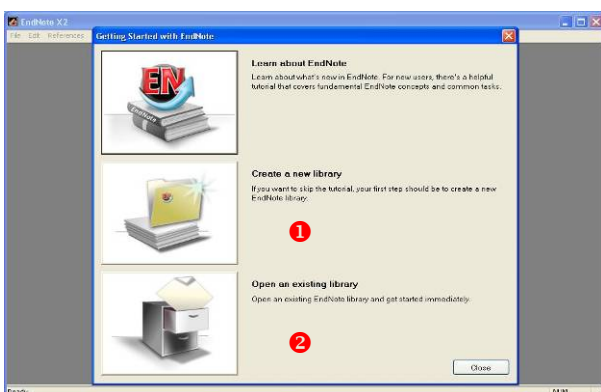 EndNote X2
File Edit References
Getting Started with EndNote
EN
EndNote
Learn about EndNote
Learn about what's new in EndNote. For new users, there's a helpful
tutorial that covers fundamental EndNote concepts and common tasks.
Create a new library
If you want to skip the tutorial, your first step should be to create a new
EndNote library.
1
Open an existing library
Open an existing EndNote library and get started immediately.
2
Close
Ready
NUM